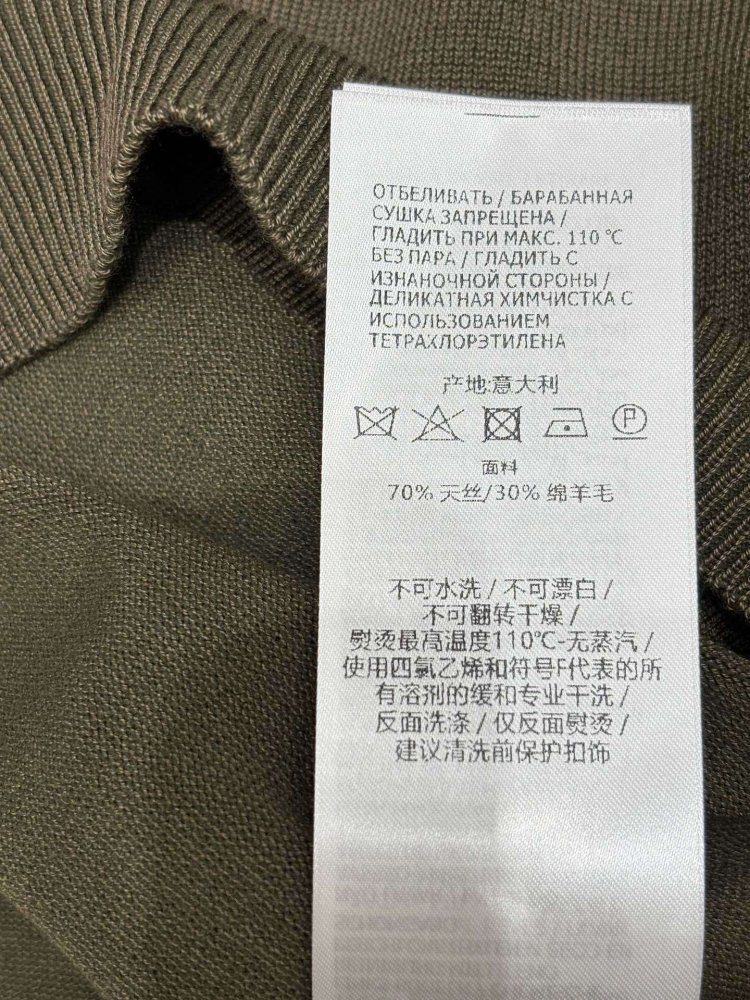 ОТБЕЛИВАТЬ / БАРАБАННАЯ
СУШКА ЗАПРЕЩЕНА /
ГЛАДИТЬ ПРИ МАКС. 110 °C
БЕЗ ПАРА / ГЛАДИТЬ С
ИЗНАНОЧНОЙ СТОРОНЫ /
ДЕЛИКАТНАЯ ХИМЧИСТКА С
ИСПОЛЬЗОВАНИЕМ
ТЕТРАХЛОРЭТИЛЕНА
产地:意大利
P
面料
70% 天丝/30% 绵羊毛
不可水洗 / 不可漂白 /
不可翻转干燥 /
熨烫最高温度110℃-无蒸汽 /
使用四氯乙烯和符号F代表的所
有溶剂的缓和专业干洗 /
反面洗涤 / 仅反面熨烫 /
建议清洗前保护扣饰